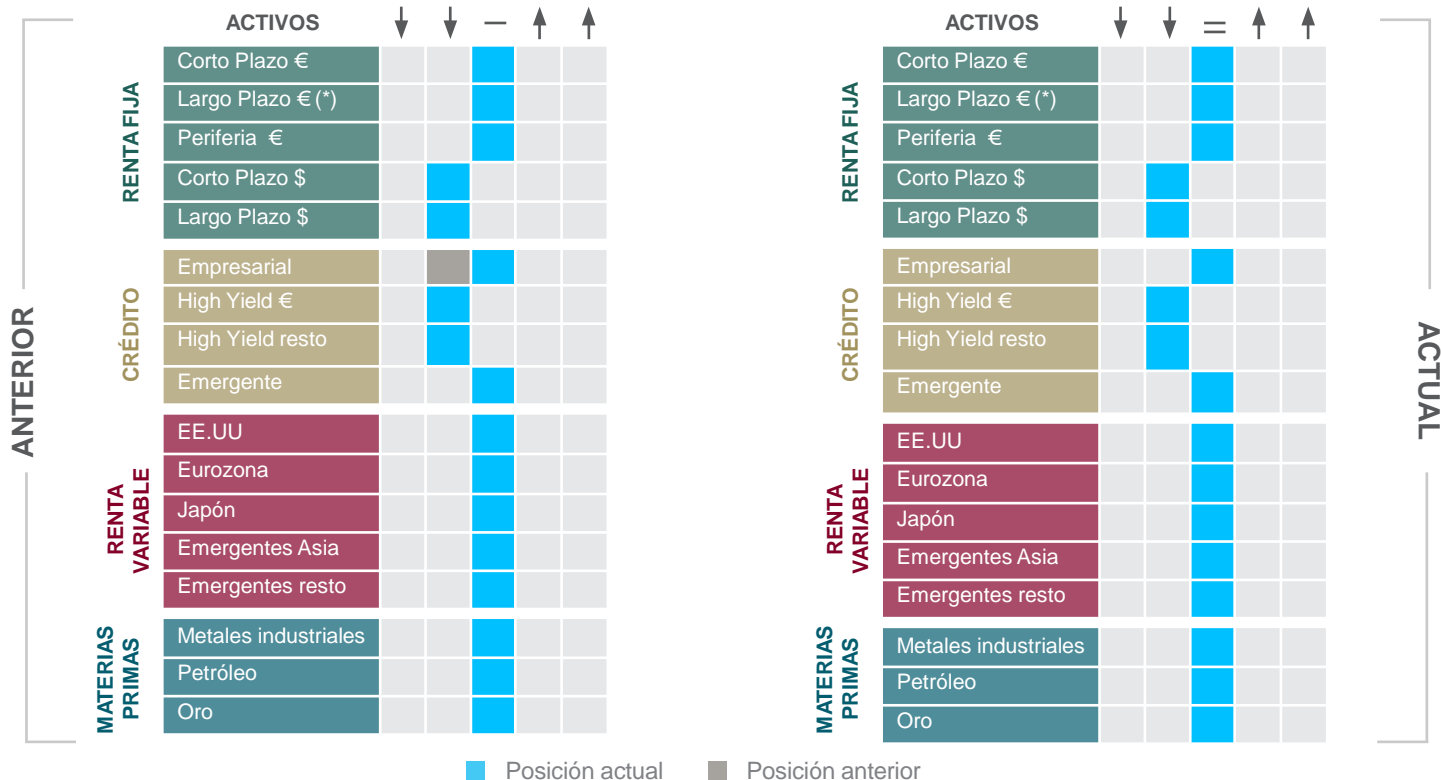 ANTERIOR
ACTIVOS ↓ ↓ — ↑ ↑
RENTA FIJA
Corto Plazo €
Largo Plazo € (*)
Periferia €
Corto Plazo $
Largo Plazo $
CRÉDITO
Empresarial
High Yield €
High Yield resto
Emergente
RENTA
VARIABLE
EE.UU
Eurozona
Japón
Emergentes Asia
Emergentes resto
MATERIAS
PRIMAS
Metales industriales
Petróleo
Oro
ACTIVOS ↓ ↓ = ↑ ↑
RENTA FIJA
Corto Plazo €
Largo Plazo € (*)
Periferia €
Corto Plazo $
Largo Plazo $
CRÉDITO
Empresarial
High Yield €
High Yield resto
Emergente
RENTA
VARIABLE
EE.UU
Eurozona
Japón
Emergentes Asia
Emergentes resto
MATERIAS
PRIMAS
Metales industriales
Petróleo
Oro
ACTUAL
Posición actual
Posición anterior